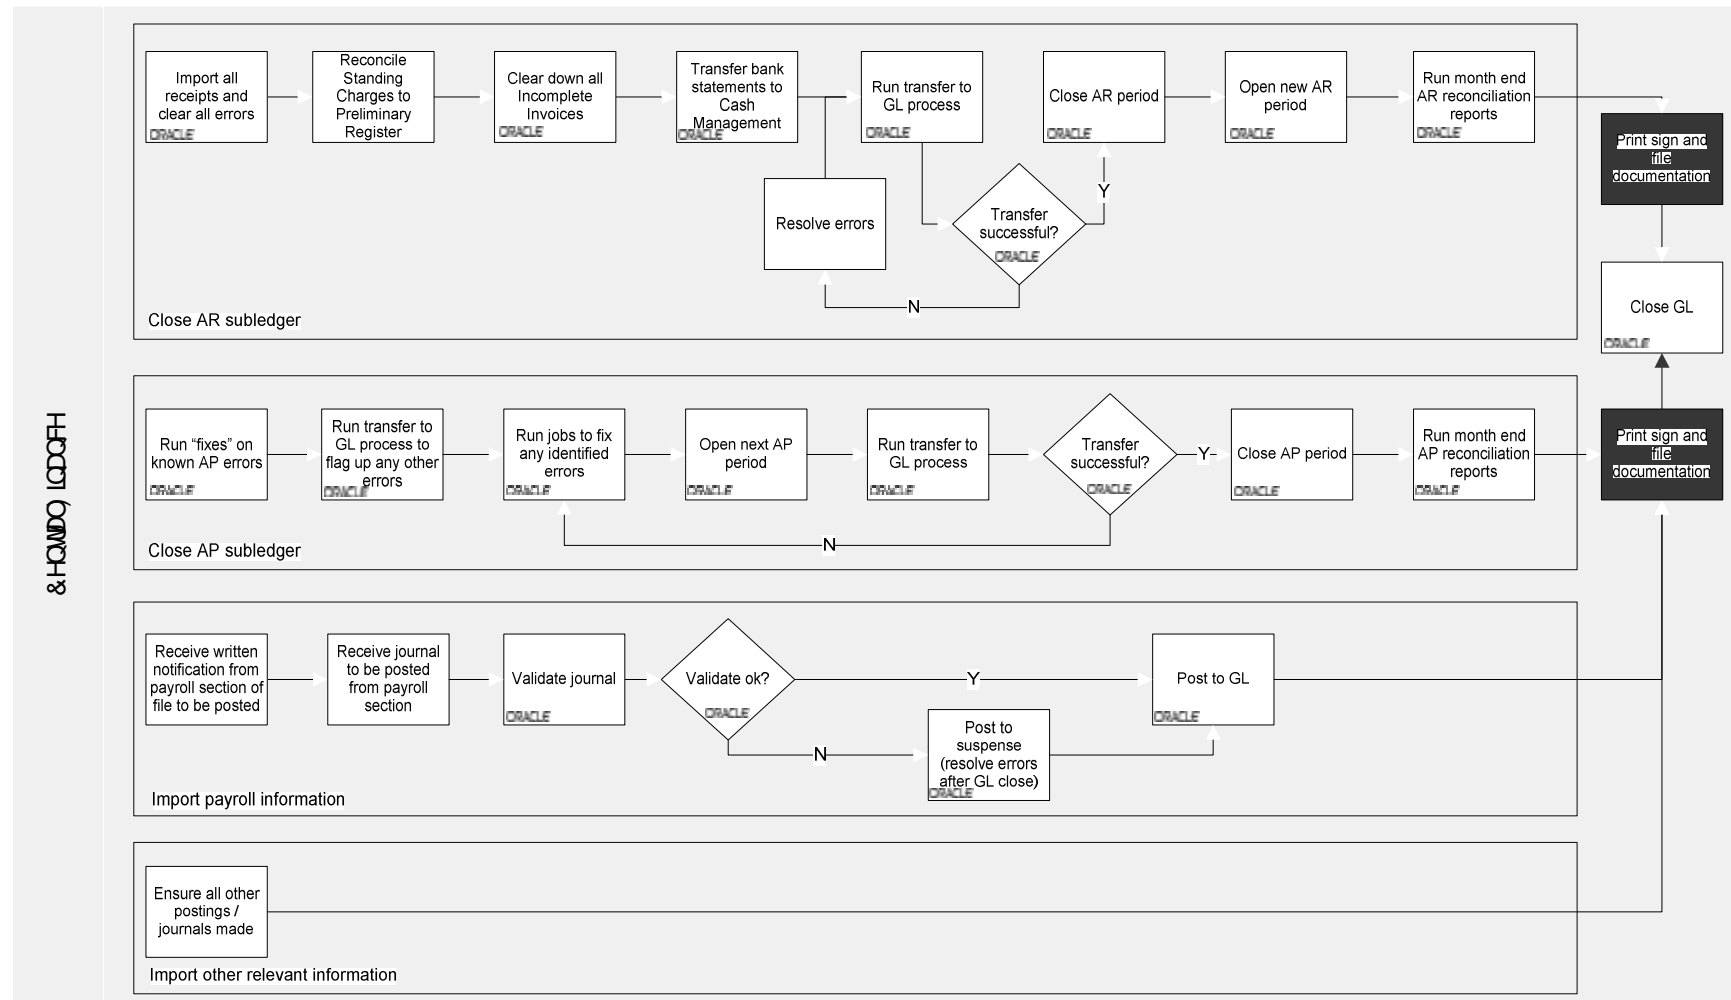 Import all
receipts and
clear all errors
ORACLE
Reconcile
Standing
Charges to
Preliminary
Register
Clear down all
Incomplete
Invoices
ORACLE
Transfer bank
statements to
Cash
Management
ORACLE
Run transfer to
GL process
ORACLE
Close AR period
ORACLE
Open new AR
period
ORACLE
Run month end
AR reconciliation
reports
ORACLE
Print sign and
file
documentation
Resolve errors
Transfer
successful?
ORACLE
Y
N
Close GL
ORACLE
Close AR subledger
Run “fixes” on
known AP errors
ORACLE
Run transfer to
GL process to
flag up any other
errors
ORACLE
Run jobs to fix
any identified
errors
ORACLE
Open next AP
period
ORACLE
Run transfer to
GL process
ORACLE
Transfer
successful?
ORACLE
Y
Close AP period
ORACLE
Run month end
AP reconciliation
reports
ORACLE
Print sign and
file
documentation
N
Close AP subledger
Receive written
notification from
payroll section of
file to be posted
Receive journal
to be posted
from payroll
section
Validate journal
ORACLE
Validate ok?
ORACLE
Y
Post to GL
ORACLE
N
Post to
suspense
(resolve errors
after GL close)
ORACLE
Import payroll information
Ensure all other
postings /
journals made
Import other relevant information